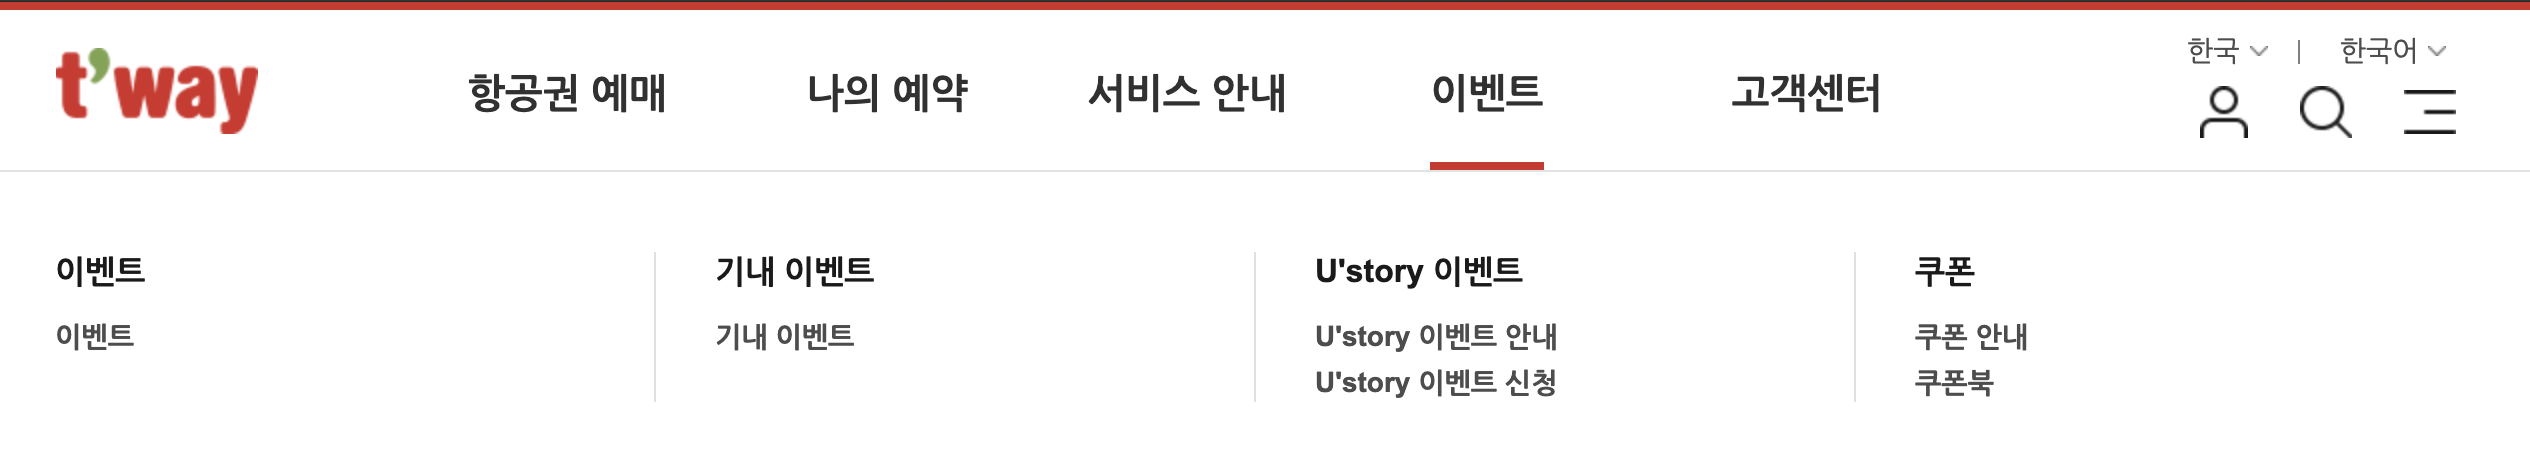 한국 | 한국어
t'way
항공권 예매 나의 예약 서비스 안내 이벤트 고객센터
이벤트
이벤트
기내 이벤트
기내 이벤트
U'story 이벤트
U'story 이벤트 안내
U'story 이벤트 신청
쿠폰
쿠폰 안내
쿠폰북